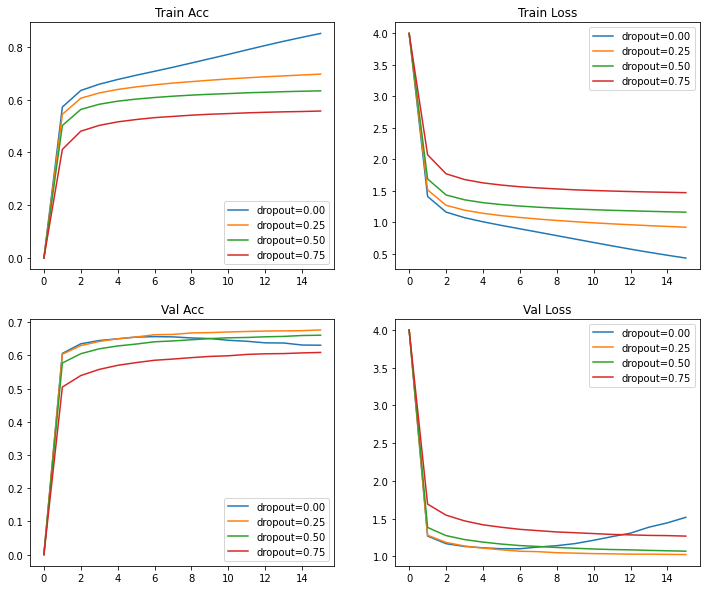 Train Acc
0.8
0.6
0.4
0.2
0.0
0 2 4 6 8 10 12 14
dropout=0.00
dropout=0.25
dropout=0.50
dropout=0.75
Train Loss
4.0
3.5
3.0
2.5
2.0
1.5
1.0
0.5
0 2 4 6 8 10 12 14
dropout=0.00
dropout=0.25
dropout=0.50
dropout=0.75
Val Acc
0.7
0.6
0.5
0.4
0.3
0.2
0.1
0.0
0 2 4 6 8 10 12 14
dropout=0.00
dropout=0.25
dropout=0.50
dropout=0.75
Val Loss
4.0
3.5
3.0
2.5
2.0
1.5
1.0
0 2 4 6 8 10 12 14
dropout=0.00
dropout=0.25
dropout=0.50
dropout=0.75